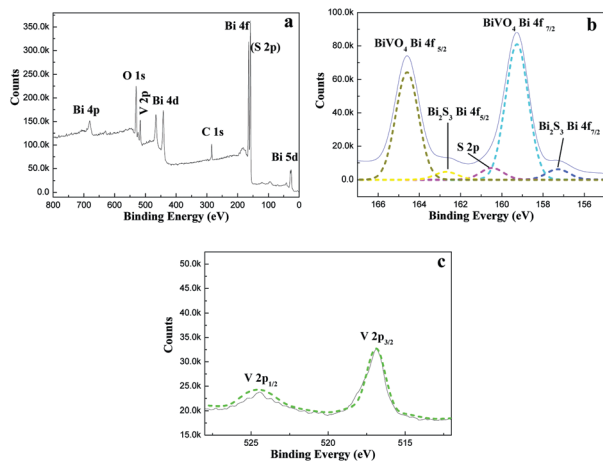 a
350.0k
300.0k
250.0k
200.0k
150.0k
100.0k
50.0k
0.0
Counts
Bi 4p
O 1s
V 2p
Bi 4d
C 1s
Bi 4f
(S 2p)
Bi 5d
800 700 600 500 400 300 200 100 0
Binding Energy (eV)
b
100.0k
80.0k
60.0k
40.0k
20.0k
0.0
Counts
BiVO₄ Bi 4f ₅/₂
BiVO₄ Bi 4f ₇/₂
Bi₂S₃ Bi 4f₅/₂
S 2p
Bi₂S₃ Bi 4f₇/₂
166 164 162 160 158 156
Binding Evergy (eV)
c
50.0k
45.0k
40.0k
35.0k
30.0k
25.0k
20.0k
15.0k
Counts
V 2p₁/₂
V 2p₃/₂
525 520 515
Binding Energy (eV)